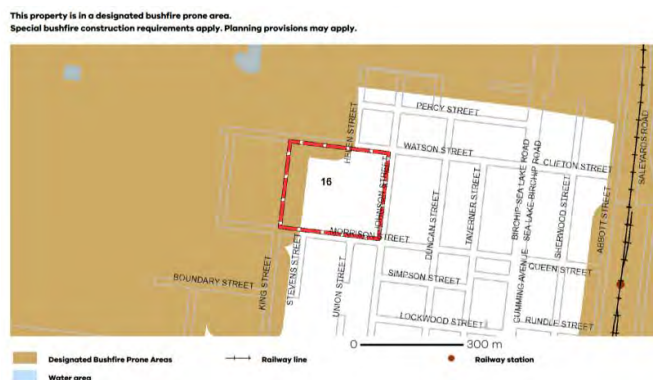 This property is in a designated bushfire prone area.
Special bushfire construction requirements apply. Planning provisions may apply.
PERCY STREET
WATSON STREET
CLIFTON STREET
SALEYARDS ROAD
16
BIRCHIP-SEA LAKE ROAD
SEA LAKE-BIRCHIP ROAD
DUNCAN STREET
TAVERNER STREET
SHERWOOD STREET
ABBOTT STREET
MORRISON STREET
QUEEN STREET
SIMPSON STREET
BOUNDARY STREET
KING STREET
STEVENS STREET
UNION STREET
CUMMING AVENUE
LOCKWOOD STREET
RUNDLE STREET
0 300 m
Designated Bushfire Prone Areas
Railway line
Railway station
Water area